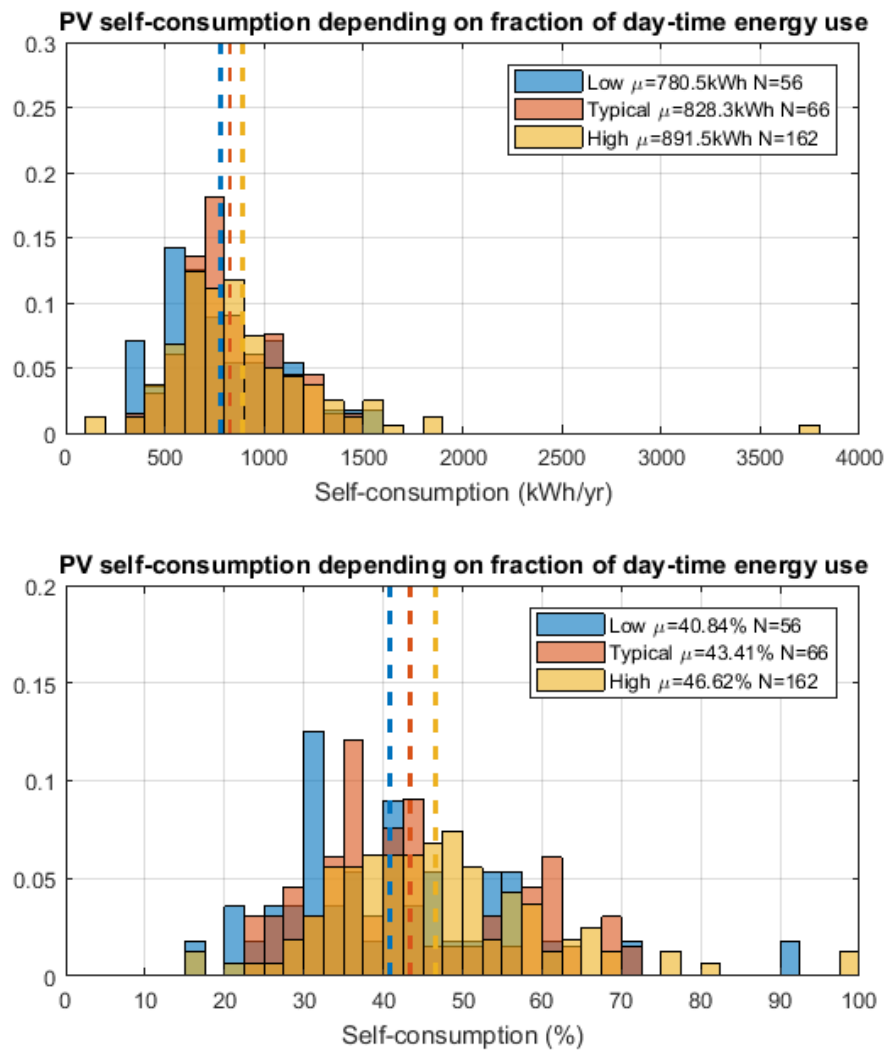 PV self-consumption depending on fraction of day-time energy use
0.3
0.25
0.2
0.15
0.1
0.05
0
Low μ=780.5kWh N=56
Typical μ=828.3kWh N=66
High μ=891.5kWh N=162
0 500 1000 1500 2000 2500 3000 3500 4000
Self-consumption (kWh/yr)
PV self-consumption depending on fraction of day-time energy use
0.2
0.15
0.1
0.05
0
Low μ=40.84% N=56
Typical μ=43.41% N=66
High μ=46.62% N=162
0 10 20 30 40 50 60 70 80 90 100
Self-consumption (%)